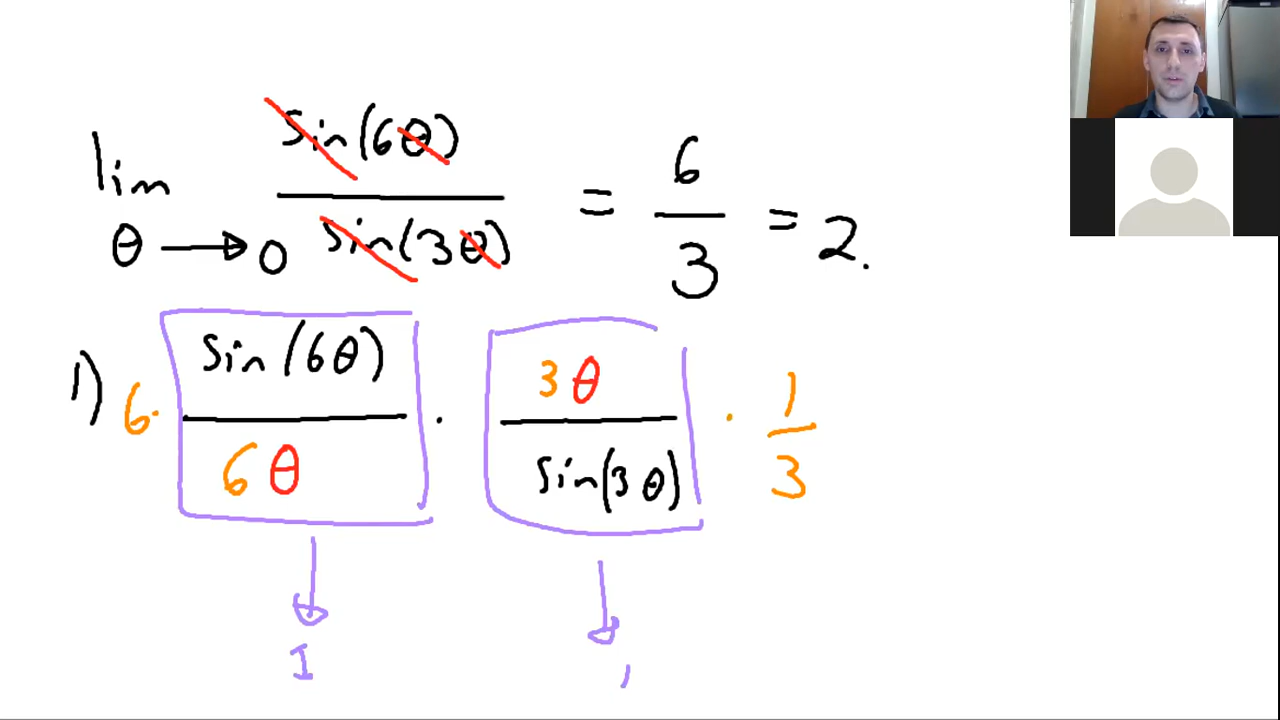 lim θ → 0 sin(6θ) / sin(3θ) = 6 / 3 = 2.
1) 6 · sin(6θ) / 6θ · 3θ / sin(3θ) · 1 / 3
1